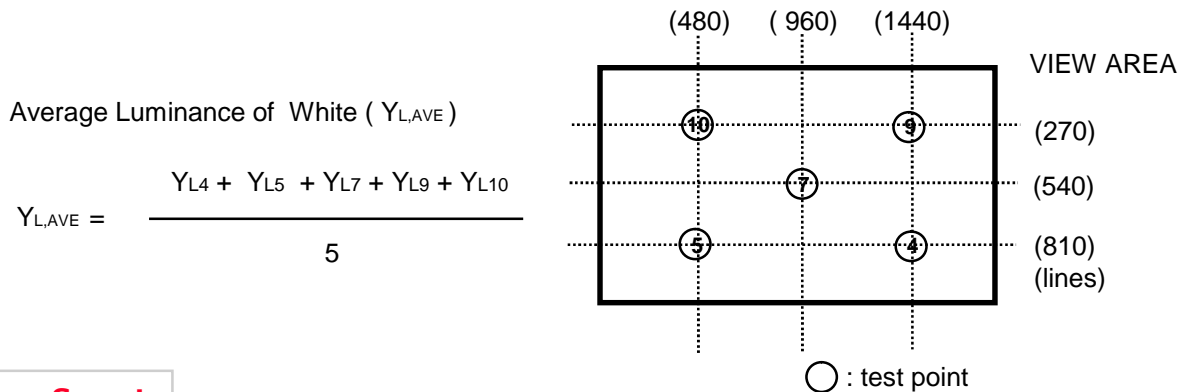 (480) ( 960) (1440)
VIEW AREA
Average Luminance of White ( YL,AVE )
10 9 (270)
YL4 + YL5 + YL7 + YL9 + YL10
7 (540)
YL,AVE =
5
5 4 (810)
(lines)
: test point